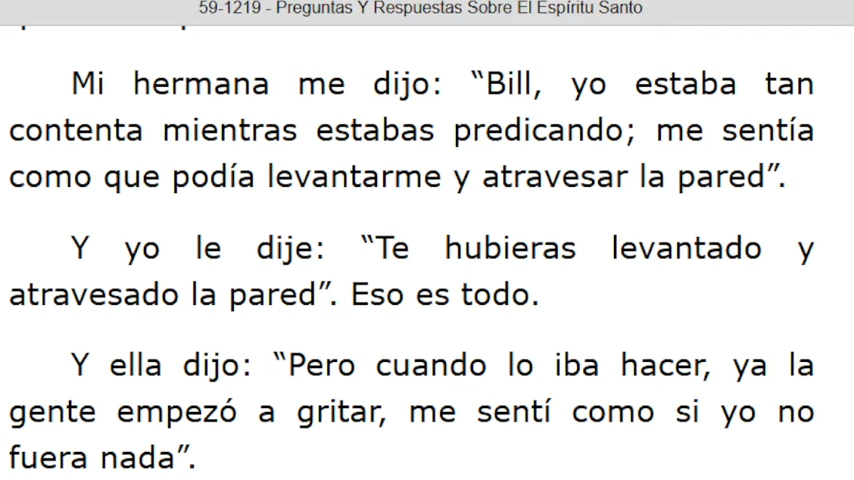 59-1219 - Preguntas Y Respuestas Sobre El Espíritu Santo
Mi hermana me dijo: “Bill, yo estaba tan
contenta mientras estabas predicando; me sentía
como que podía levantarme y atravesar la pared”.
Y yo le dije: “Te hubieras levantado y
atravesado la pared”. Eso es todo.
Y ella dijo: “Pero cuando lo iba hacer, ya la
gente empezó a gritar, me sentí como si yo no
fuera nada”.